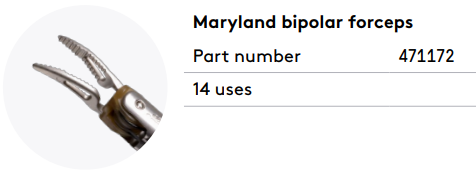 Maryland bipolar forceps
Part number 471172
14 uses